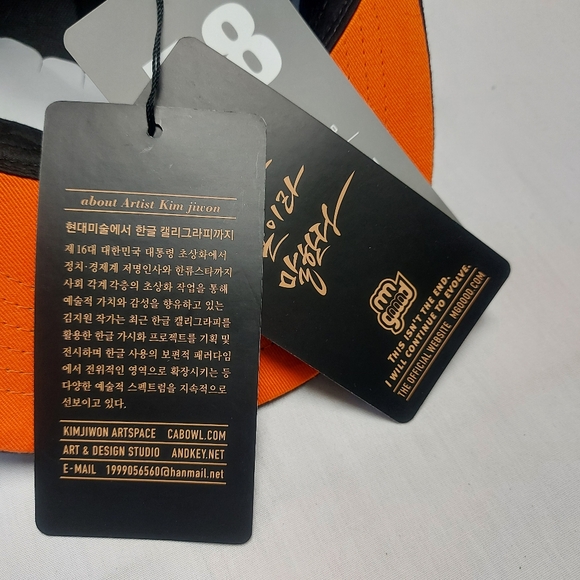 about Artist Kim jiwon
현대미술에서 한글 캘리그라피까지
제 16대 대한민국 대통령 초상화에서
정치·경제계 저명인사와 한류스타까지
사회 각계 각층의 초상화 작업을 통해
예술적 가치와 감성을 향유하고 있는
김지원 작가는 최근 한글 캘리그라피를
활용한 한글 가시화 프로젝트를 기획 및
전시하며 한글 사용의 보편적 패러다임
에서 전위적인 영역으로 확장시키는 등
다양한 예술적 스펙트럼을 지속적으로
선보이고 있다.
KIMJIWON ARTSPACE CABOWL.COM
ART & DESIGN STUDIO ANDKEY.NET
E-MAIL 1999056560@hanmail.net
8
THIS ISN'T THE END.
I WILL CONTINUE TO EVOLVE.
THE OFFICIAL WEBSITE / MGOOOD.COM